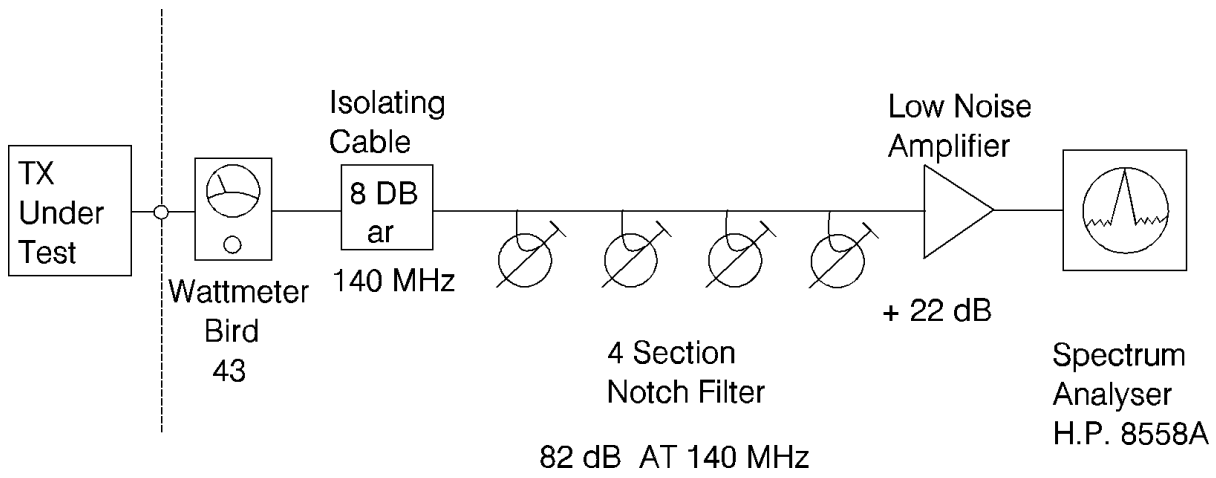 TX
Under
Test
Wattmeter
Bird
43
Isolating
Cable
8 DB
ar
140 MHz
4 Section
Notch Filter
82 dB AT 140 MHz
Low Noise
Amplifier
+ 22 dB
Spectrum
Analyser
H.P. 8558A